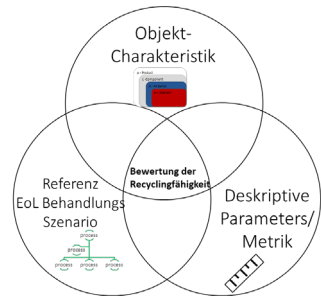 Objekt-
Charakteristik
Bewertung der
Recyclingfähigkeit
Referenz
EoL Behandlungs
Szenario
process
process
process process process
Deskriptive
Parameters/
Metrik